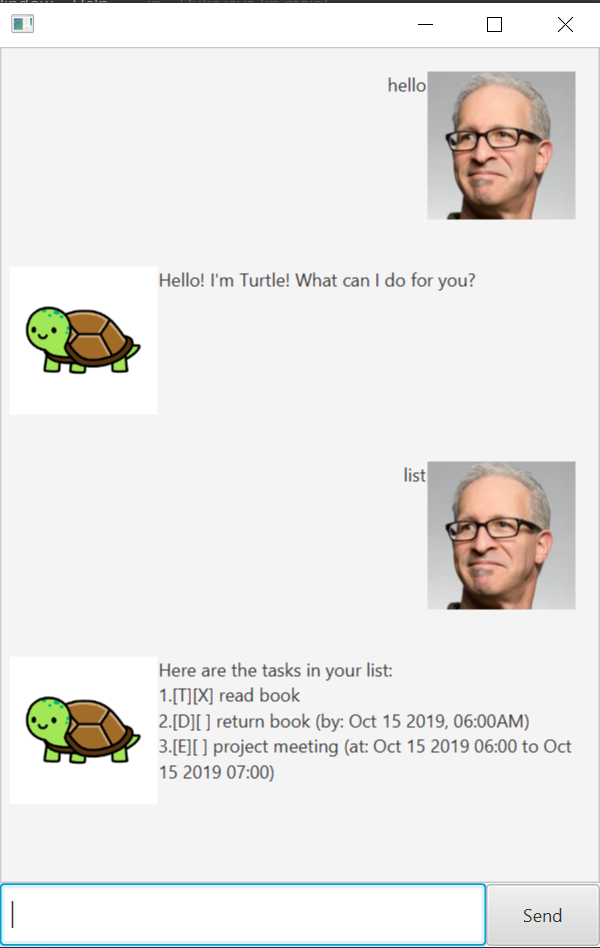 hello
Hello! I'm Turtle! What can I do for you?
list
Here are the tasks in your list:
1.[T][X] read book
2.[D][ ] return book (by: Oct 15 2019, 06:00AM)
3.[E][ ] project meeting (at: Oct 15 2019 06:00 to Oct
15 2019 07:00)
Send